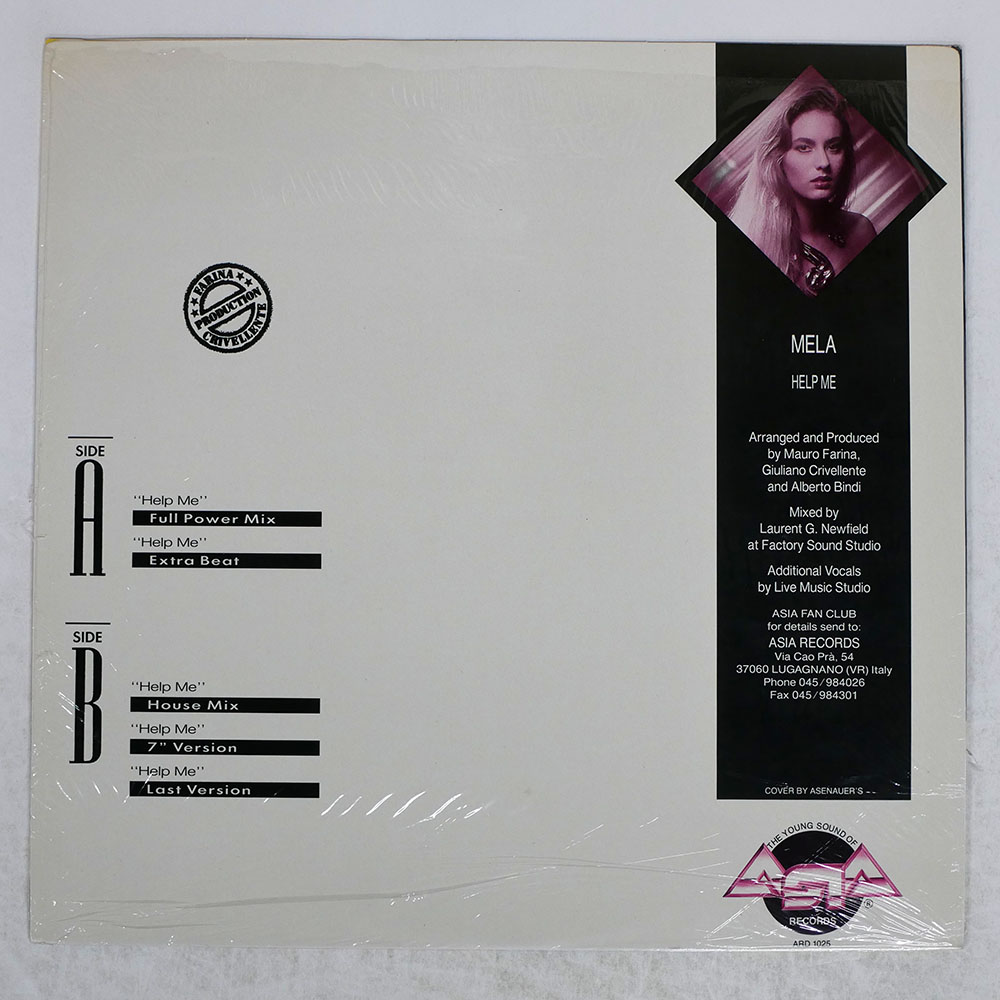 FARINA
PRODUCTION
CRIVELLENTE
SIDE
A
"Help Me"
Full Power Mix
"Help Me"
Extra Beat
SIDE
B
"Help Me"
House Mix
"Help Me"
7" Version
"Help Me"
Last Version
MELA
HELP ME
Arranged and Produced
by Mauro Farina,
Giuliano Crivellente
and Alberto Bindi
Mixed by
Laurent G. Newfield
at Factory Sound Studio
Additional Vocals
by Live Music Studio
ASIA FAN CLUB
for details send to:
ASIA RECORDS
Via Cao Prà, 54
37060 LUGAGNANO (VR) Italy
Phone 045/984026
Fax 045/984301
COVER BY ASENAUER'S --
THE YOUNG SOUND OF
ASIA ®
RECORDS
ARD 1025